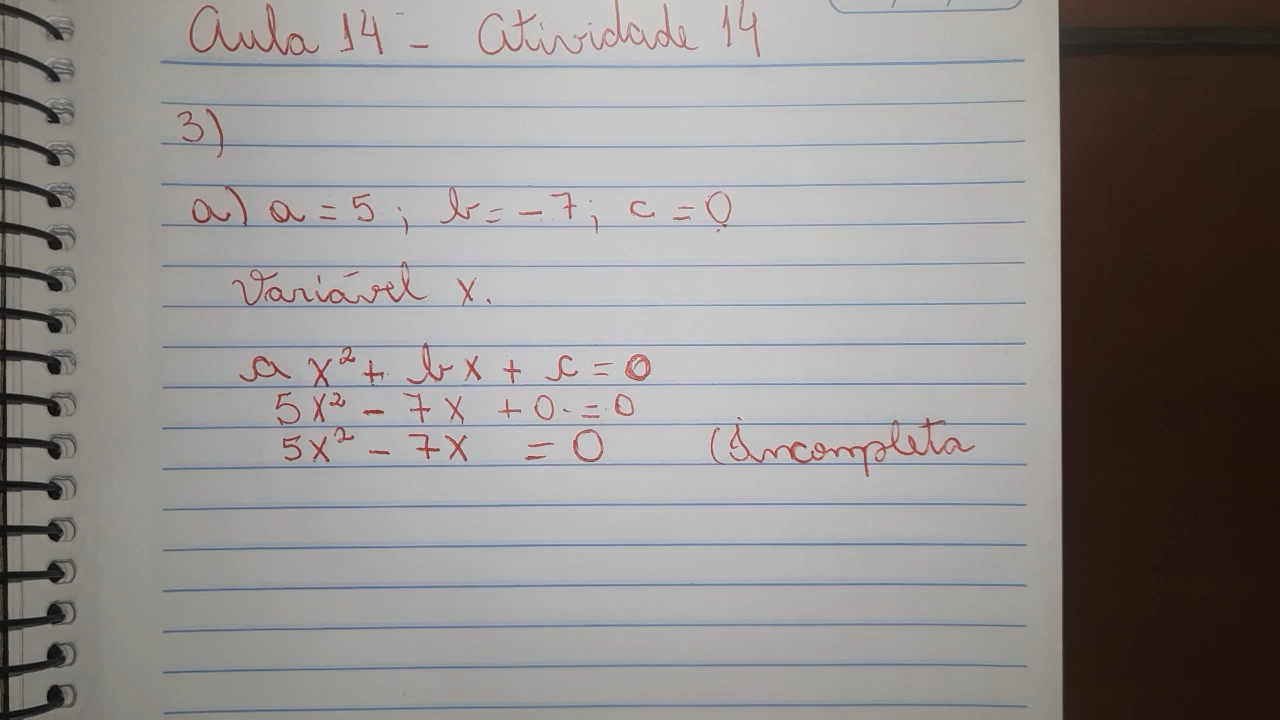 Aula 14 - Atividade 14
3)
a) a = 5 ; b = - 7 ; c = 0
Variável x.
a x² + b x + c = 0
5x² - 7x + 0 = 0
5x² - 7x = 0 (Incompleta